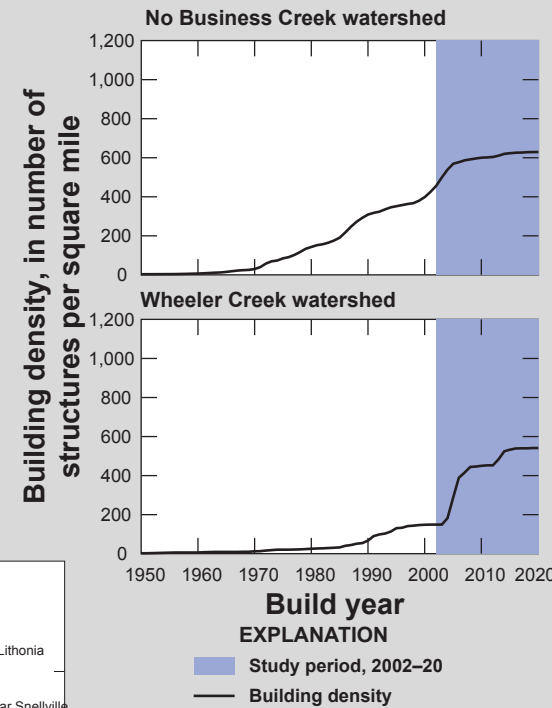 No Business Creek watershed
1,200
1,000
800
600
400
200
0
Building density, in number of
structures per square mile
Wheeler Creek watershed
1,200
1,000
800
600
400
200
0
1950 1960 1970 1980 1990 2000 2010 2020
Build year
EXPLANATION
Study period, 2002–20
Building density
Lithonia
ar Snellville